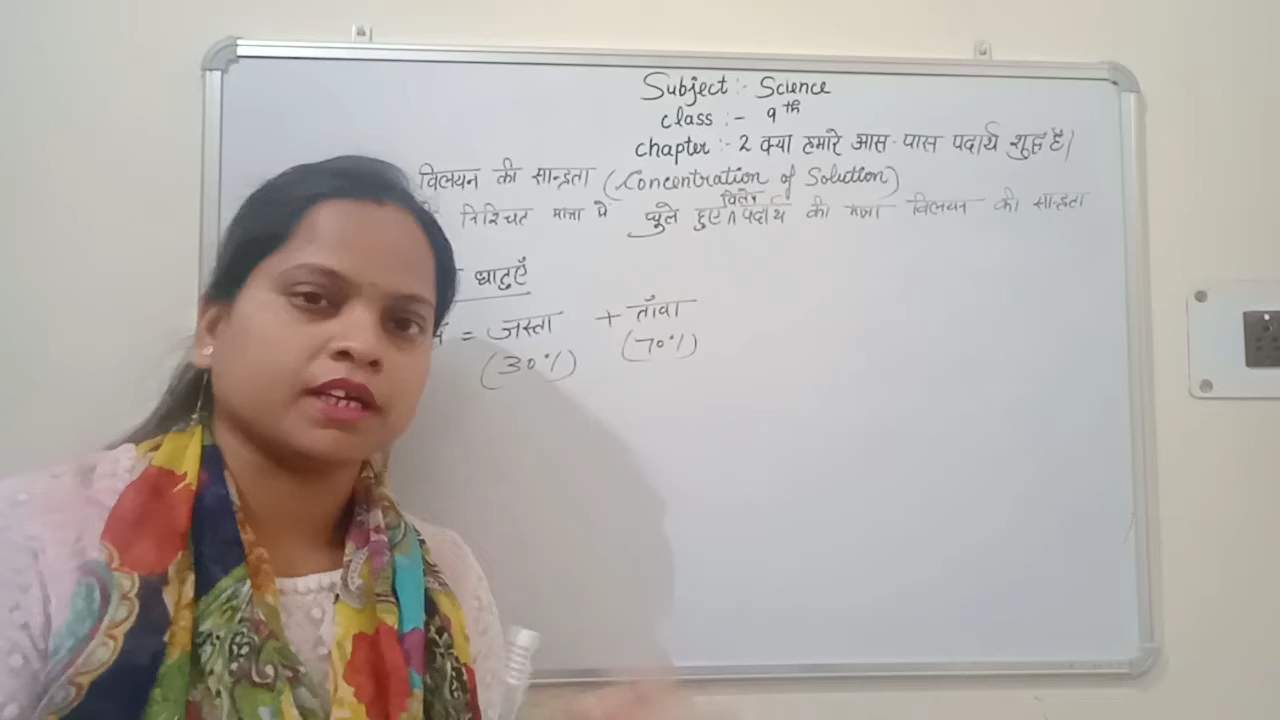 Subject :- Science
class :- 9th
chapter :- 2 क्या हमारे आस-पास पदार्थ शुद्ध है।
विलयन की सान्द्रता (Concentration of Solution)
निश्चित मात्रा में घुले हुए विलेय पदार्थ की मात्रा विलयन की सान्द्रता
धातुएँ
= जस्ता + ताँबा
(30%) (70%)